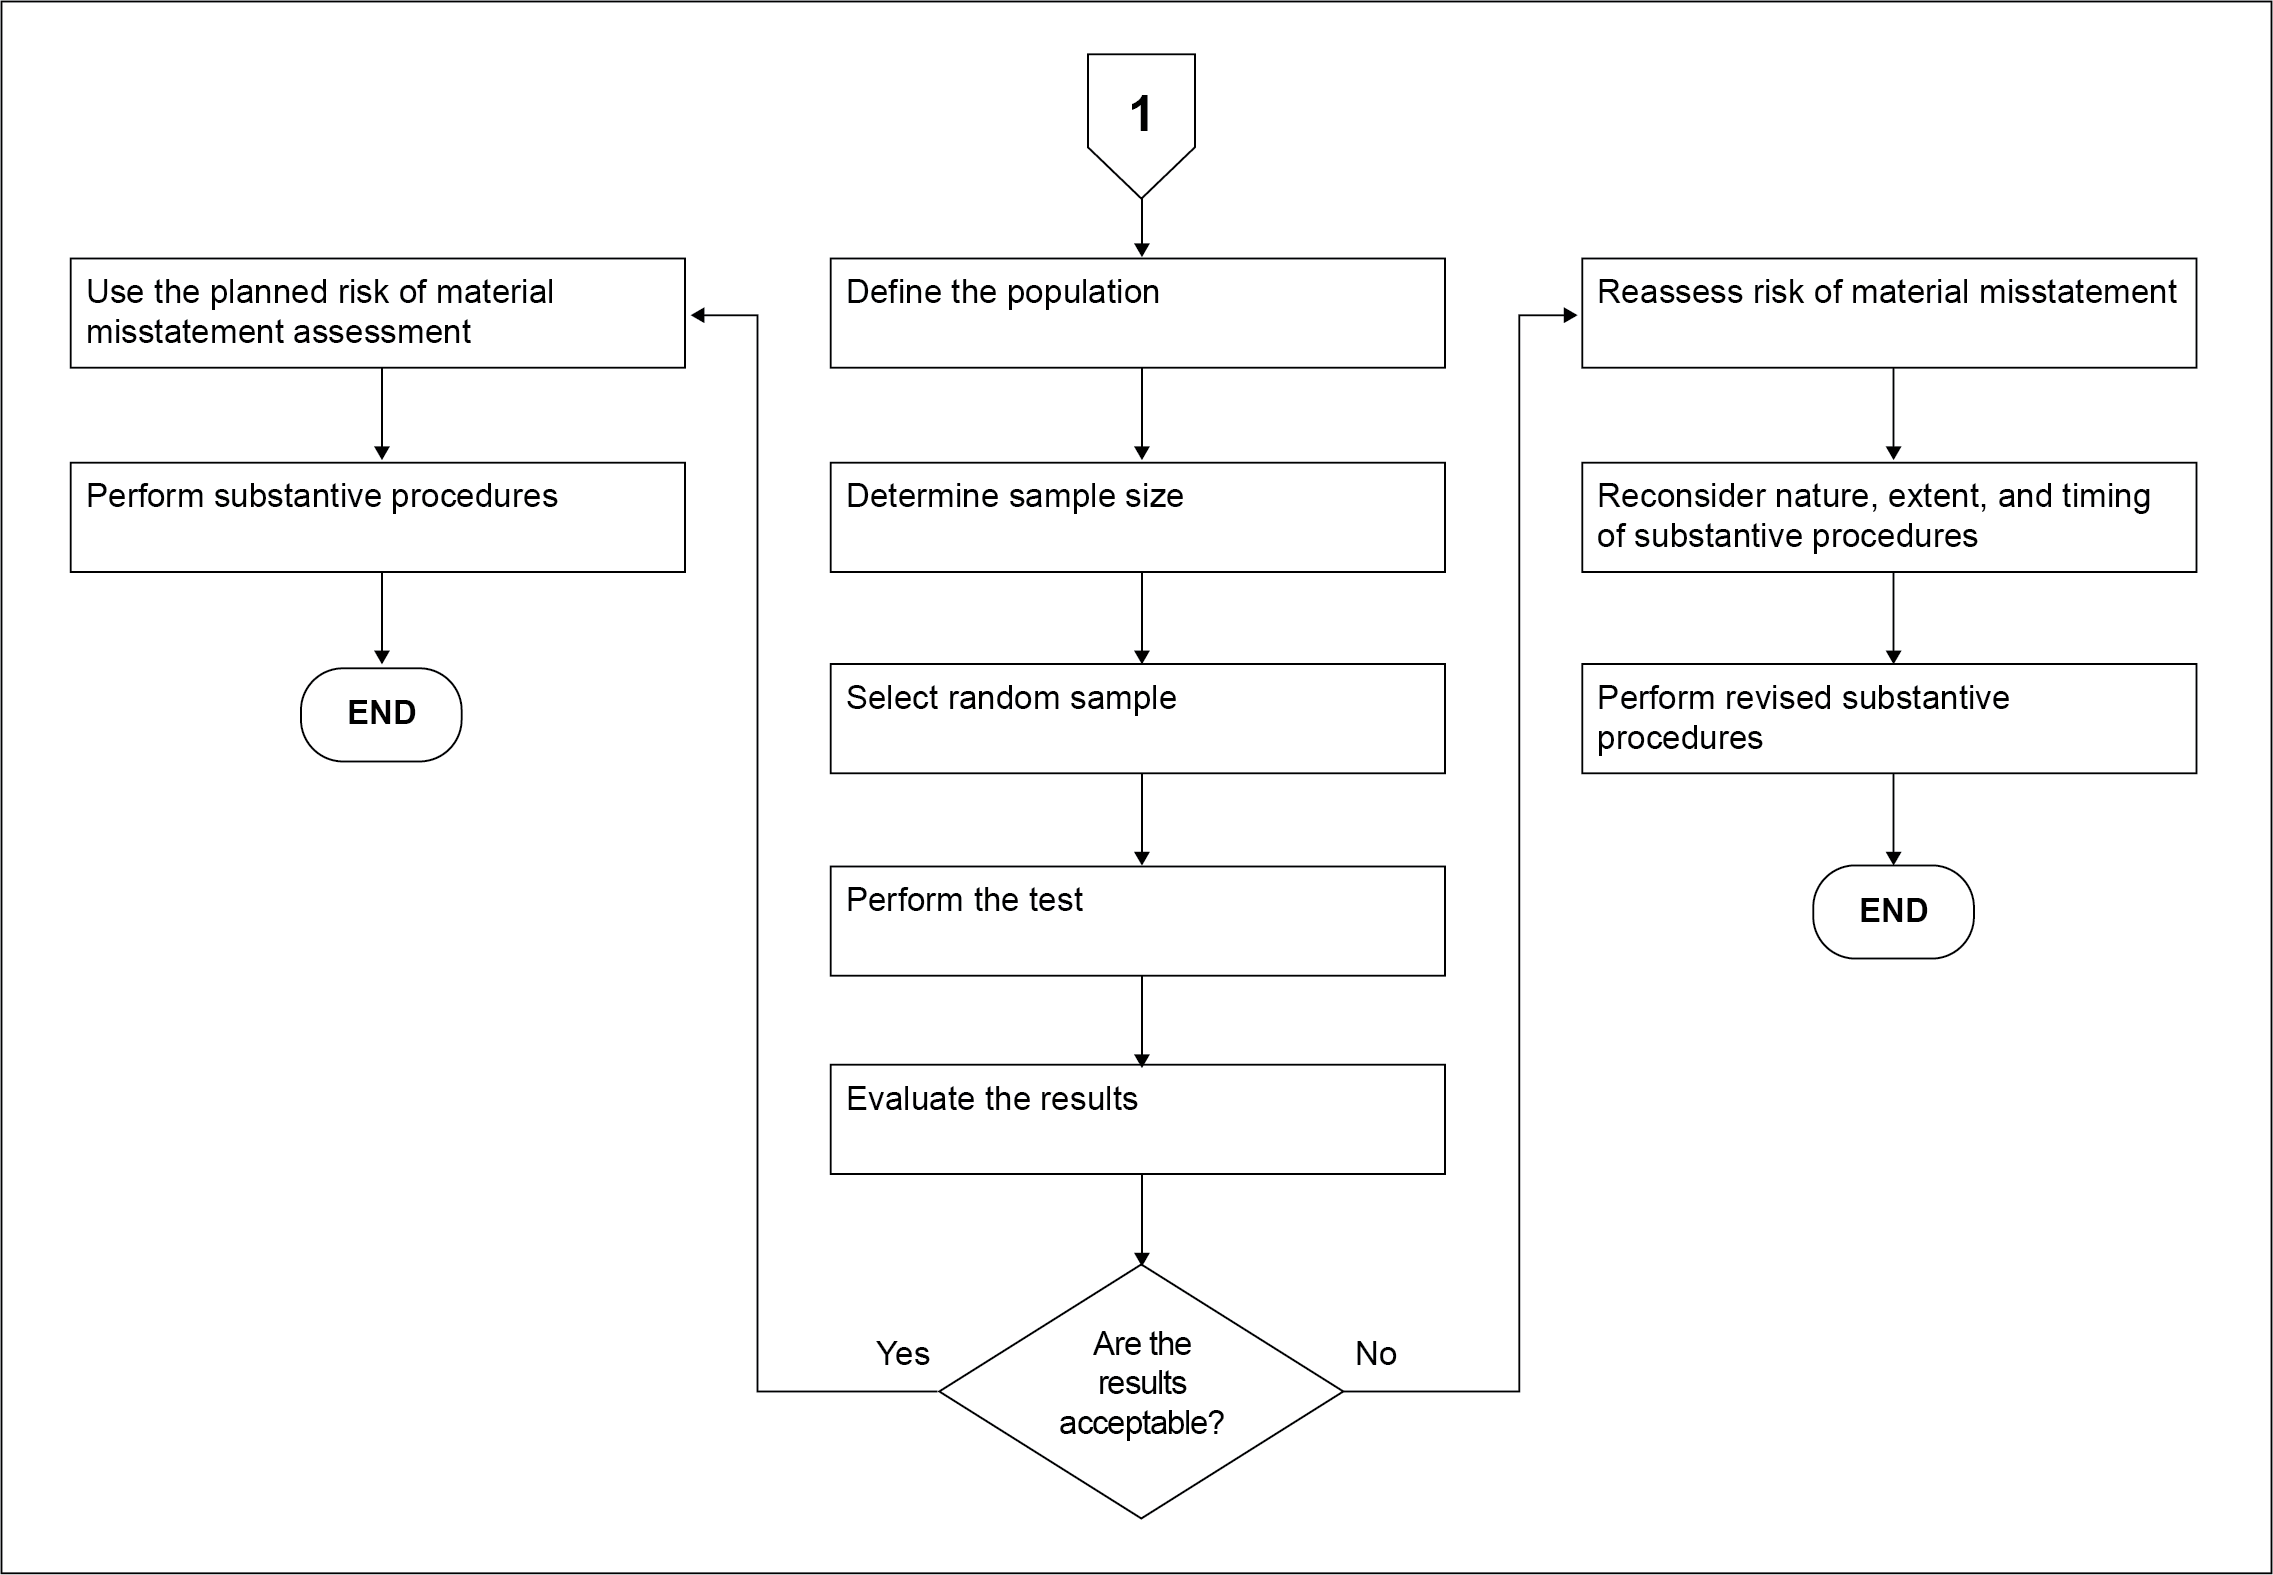 1
Define the population
Determine sample size
Select random sample
Perform the test
Evaluate the results
Are the
results
acceptable?
Yes
Use the planned risk of material
misstatement assessment
Perform substantive procedures
END
No
Reassess risk of material misstatement
Reconsider nature, extent, and timing
of substantive procedures
Perform revised substantive
procedures
END